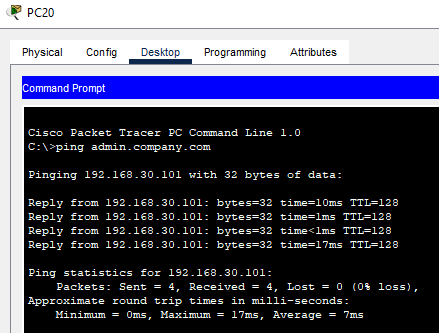 PC20
Physical Config Desktop Programming Attributes
Command Prompt
Cisco Packet Tracer PC Command Line 1.0
C:\>ping admin.company.com
Pinging 192.168.30.101 with 32 bytes of data:
Reply from 192.168.30.101: bytes=32 time=10ms TTL=128
Reply from 192.168.30.101: bytes=32 time=1ms TTL=128
Reply from 192.168.30.101: bytes=32 time<1ms TTL=128
Reply from 192.168.30.101: bytes=32 time=17ms TTL=128
Ping statistics for 192.168.30.101:
Packets: Sent = 4, Received = 4, Lost = 0 (0% loss),
Approximate round trip times in milli-seconds:
Minimum = 0ms, Maximum = 17ms, Average = 7ms